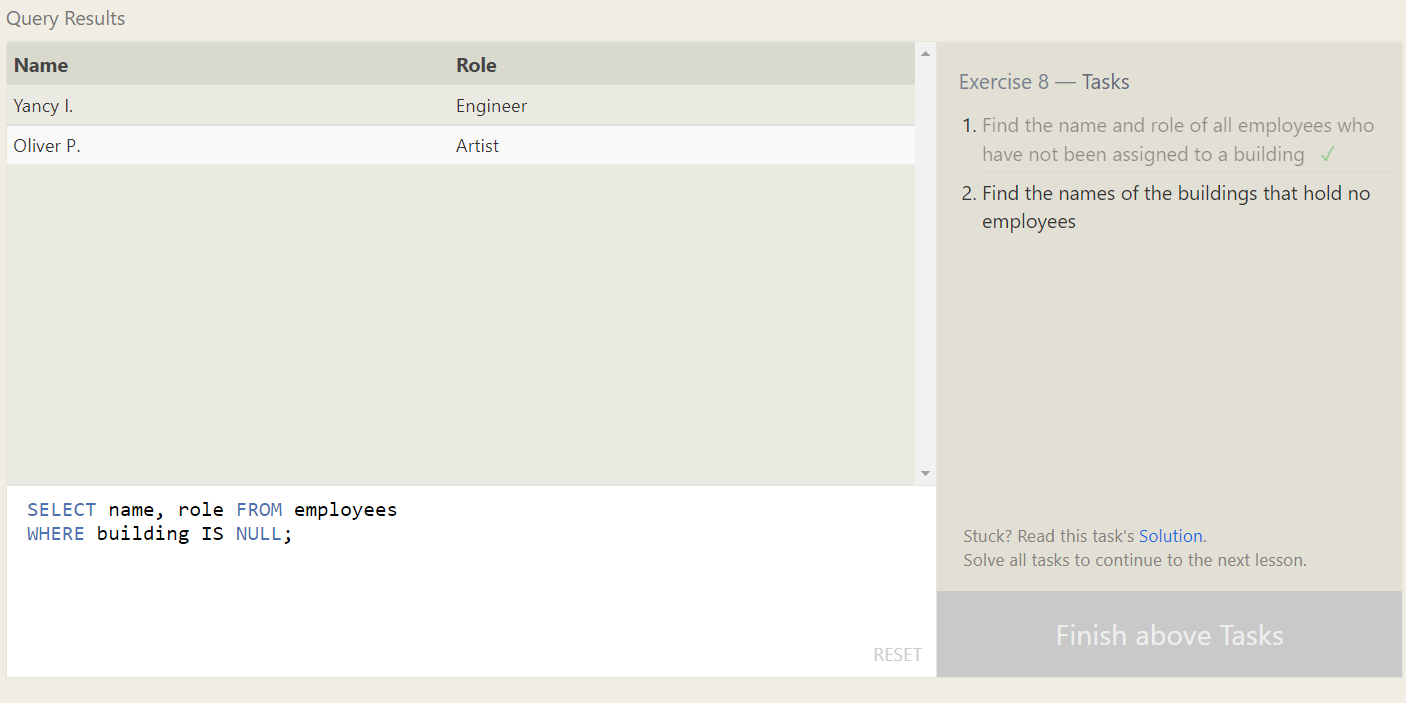 Query Results
Name Role
Yancy I. Engineer
Oliver P. Artist
SELECT name, role FROM employees
WHERE building IS NULL;
RESET
Exercise 8 — Tasks
1. Find the name and role of all employees who
have not been assigned to a building ✓
2. Find the names of the buildings that hold no
employees
Stuck? Read this task's Solution.
Solve all tasks to continue to the next lesson.
Finish above Tasks